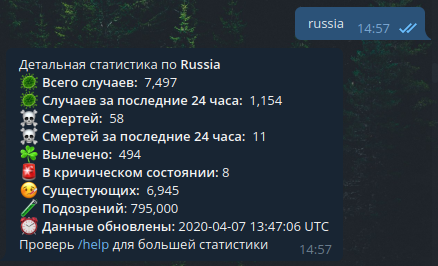 russia
14:57
Детальная статистика по Russia
Всего случаев: 7,497
Случаев за последние 24 часа: 1,154
Смертей: 58
Смертей за последние 24 часа: 11
Вылечено: 494
В кричическом состоянии: 8
Сущестующих: 6,945
Подозрений: 795,000
Данные обновлены: 2020-04-07 13:47:06 UTC
Проверь /help для большей статистики
14:57